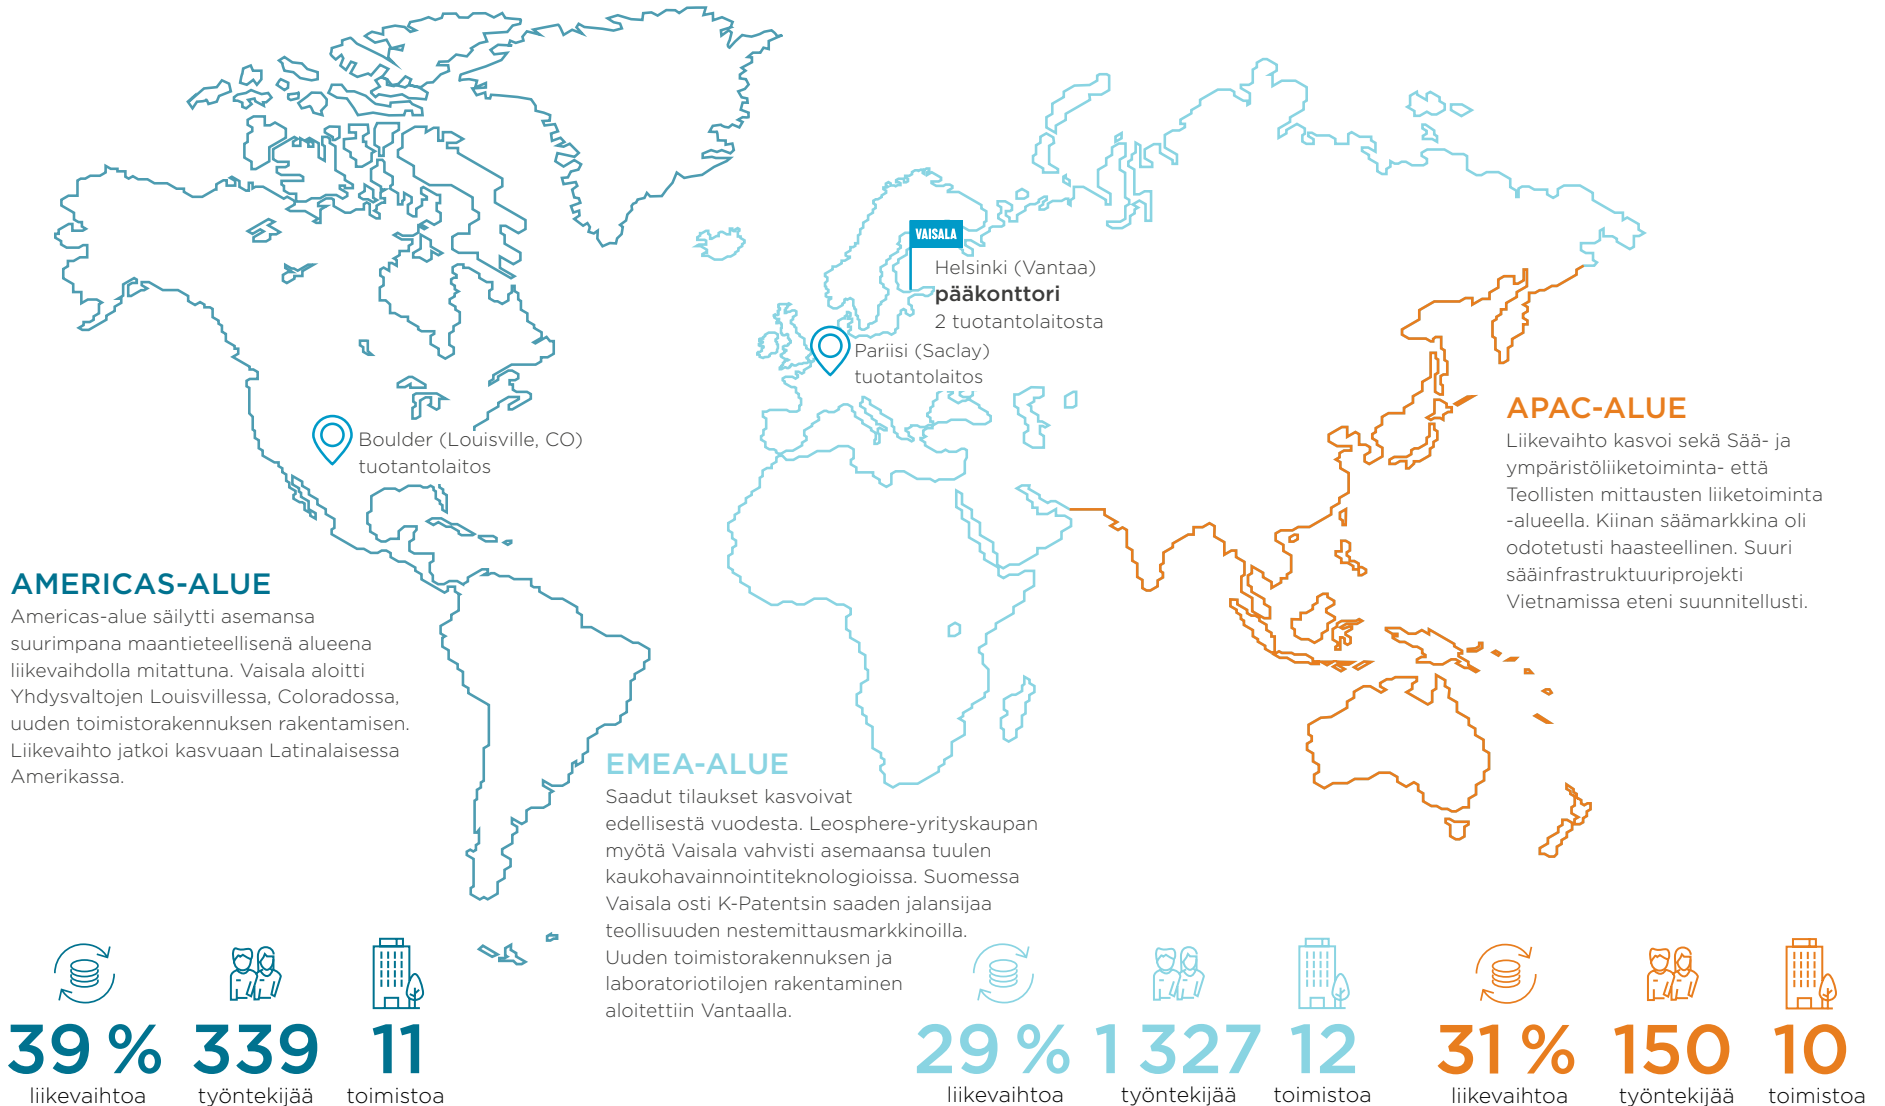 VAISALA
Helsinki (Vantaa)
pääkonttori
2 tuotantolaitosta
Pariisi (Saclay)
tuotantolaitos
Boulder (Louisville, CO)
tuotantolaitos
AMERICAS-ALUE
Americas-alue säilytti asemansa
suurimpana maantieteellisenä alueena
liikevaihdolla mitattuna. Vaisala aloitti
Yhdysvaltojen Louisvillessa, Coloradossa,
uuden toimistorakennuksen rakentamisen.
Liikevaihto jatkoi kasvuaan Latinalaisessa
Amerikassa.
39 %
liikevaihtoa
339
työntekijää
11
toimistoa
EMEA-ALUE
Saadut tilaukset kasvoivat
edellisestä vuodesta. Leosphere-yrityskaupan
myötä Vaisala vahvisti asemaansa tuulen
kaukohavainnointiteknologioissa. Suomessa
Vaisala osti K-Patentsin saaden jalansijaa
teollisuuden nestemittausmarkkinoilla.
Uuden toimistorakennuksen ja
laboratoriotilojen rakentaminen
aloitettiin Vantaalla.
29 %
liikevaihtoa
1 327
työntekijää
12
toimistoa
APAC-ALUE
Liikevaihto kasvoi sekä Sää- ja
ympäristöliiketoiminta- että
Teollisten mittausten liiketoiminta
-alueella. Kiinan säämarkkina oli
odotetusti haasteellinen. Suuri
sääinfrastruktuuriprojekti
Vietnamissa eteni suunnitellusti.
31 %
liikevaihtoa
150
työntekijää
10
toimistoa